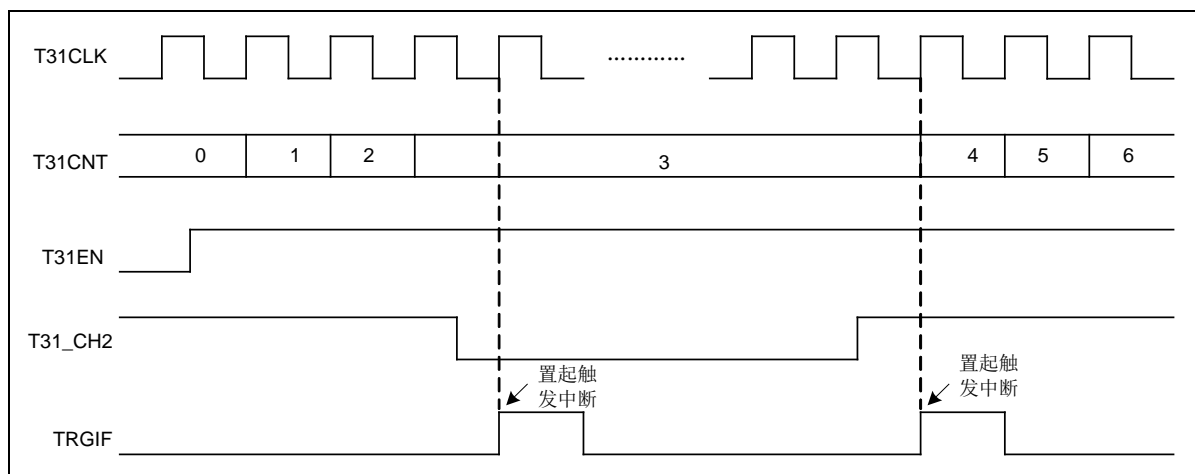 T31CLK
…………
T31CNT
0 1 2 3 4 5 6
T31EN
T31_CH2
置起触
发中断
置起触
发中断
TRGIF